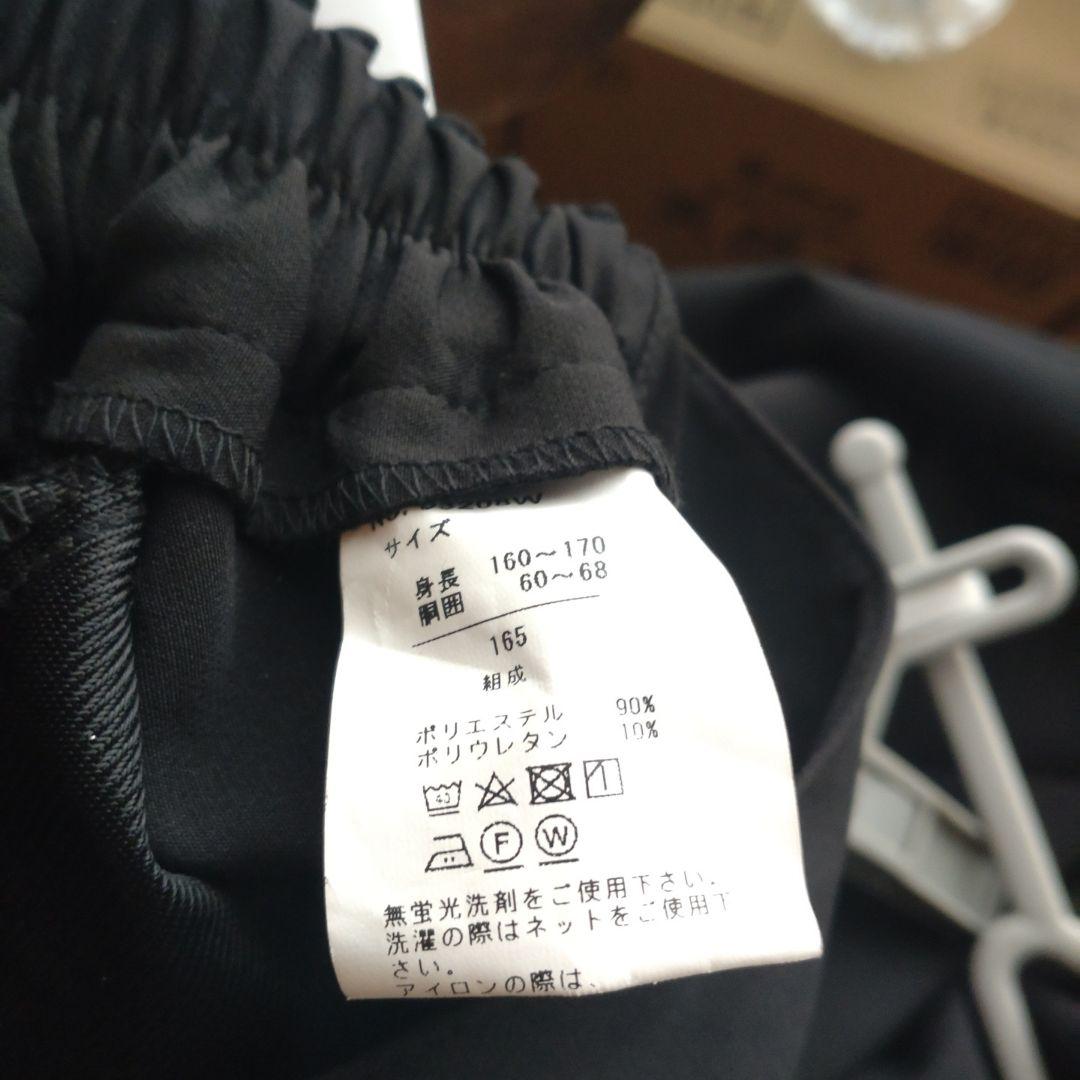 サイズ
身長 160～170
胴囲 60～68
165
組成
ポリエステル 90%
ポリウレタン 10%
40
F W
無蛍光洗剤をご使用下さい。
洗濯の際はネットをご使用下
さい。
アイロンの際は、